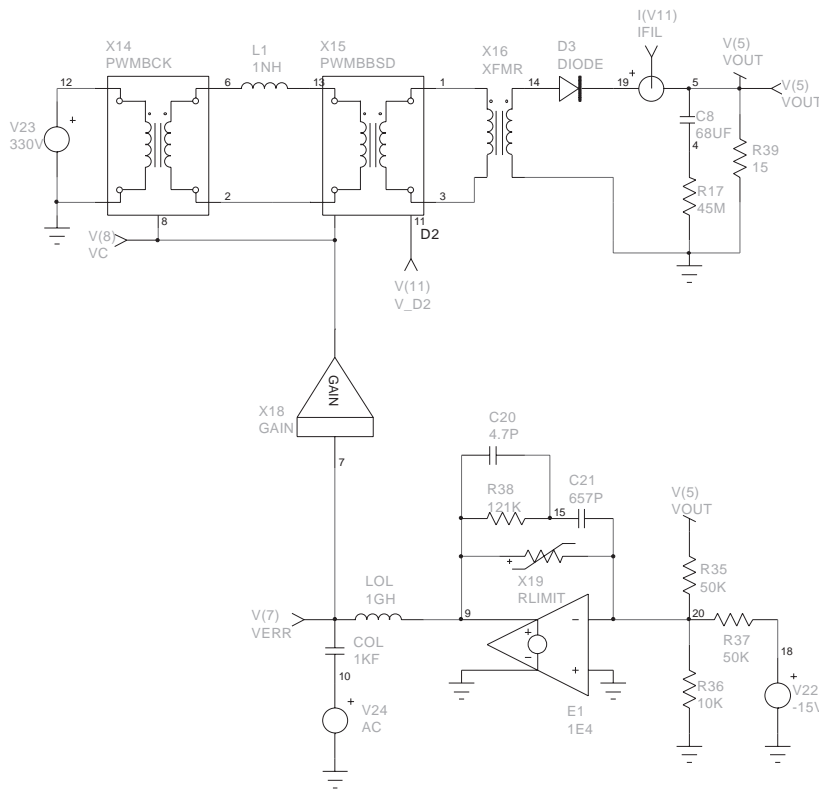 I(V11)
IFIL
X14
PWMBCK
L1
1NH
X15
PWMBBSD
X16
XFMR
D3
DIODE
V(5)
VOUT
12
6
13
1
14
19
5
V(5)
VOUT
V23
330V
C8
68UF
4
R39
15
R17
45M
2
3
8
11
D2
V(8)
VC
V(11)
V_D2
GAIN
X18
GAIN
7
C20
4.7P
R38
121K
15
C21
657P
V(5)
VOUT
X19
RLIMIT
R35
50K
LOL
1GH
V(7)
VERR
9
20
R37
50K
18
COL
1KF
10
V24
AC
E1
1E4
R36
10K
V22
-15V